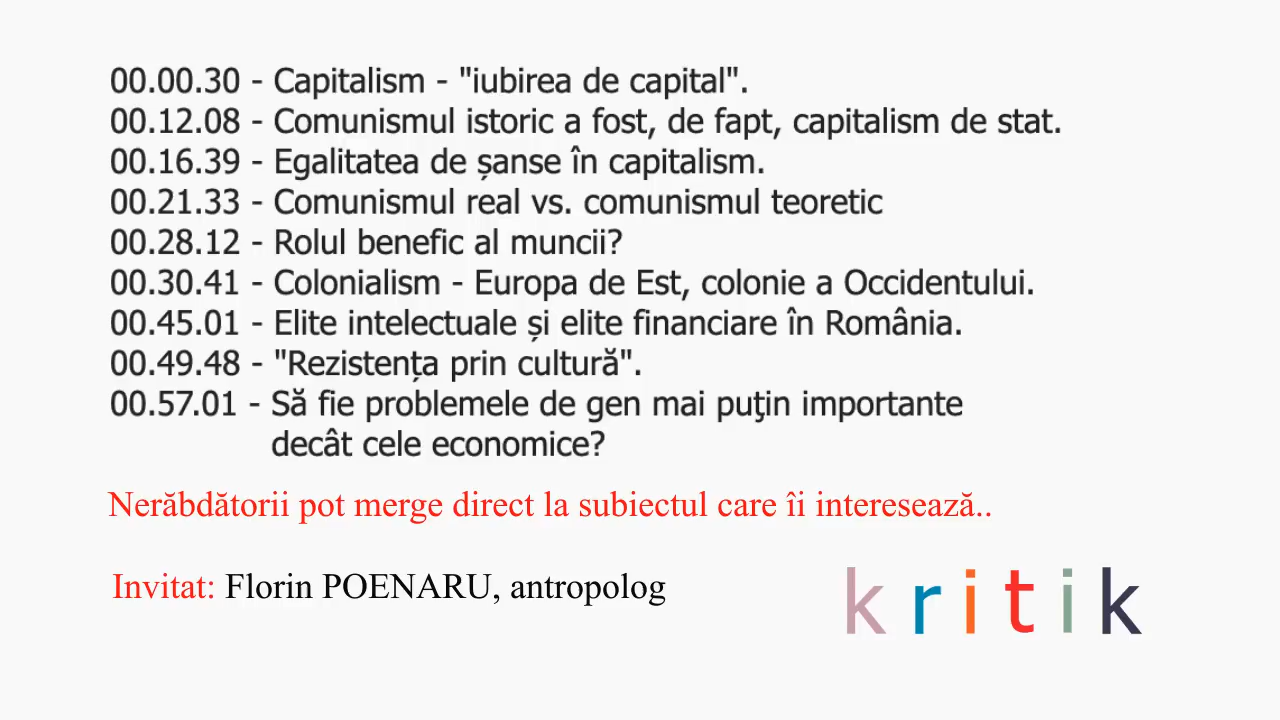 00.00.30 - Capitalism - "iubirea de capital".
00.12.08 - Comunismul istoric a fost, de fapt, capitalism de stat.
00.16.39 - Egalitatea de șanse în capitalism.
00.21.33 - Comunismul real vs. comunismul teoretic
00.28.12 - Rolul benefic al muncii?
00.30.41 - Colonialism - Europa de Est, colonie a Occidentului.
00.45.01 - Elite intelectuale și elite financiare în România.
00.49.48 - "Rezistența prin cultură".
00.57.01 - Să fie problemele de gen mai puţin importante
decât cele economice?
Nerăbdătorii pot merge direct la subiectul care îi interesează..
Invitat: Florin POENARU, antropolog
kritik